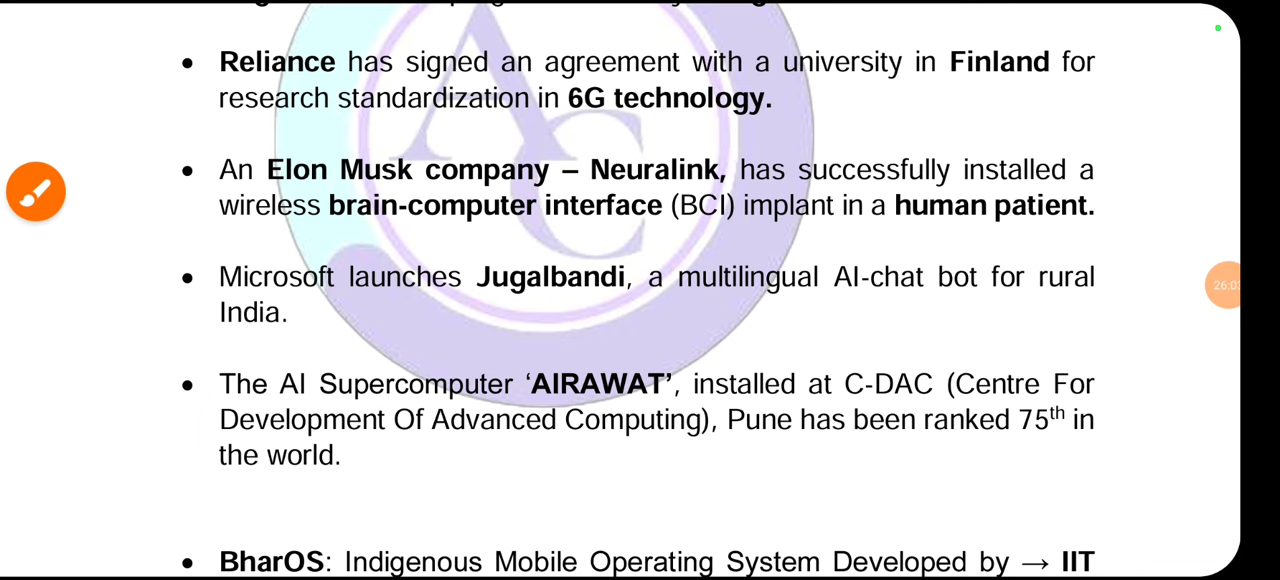 • Reliance has signed an agreement with a university in Finland for
research standardization in 6G technology.
• An Elon Musk company – Neuralink, has successfully installed a
wireless brain-computer interface (BCI) implant in a human patient.
• Microsoft launches Jugalbandi, a multilingual AI-chat bot for rural
India.
• The AI Supercomputer ‘AIRAWAT’, installed at C-DAC (Centre For
Development Of Advanced Computing), Pune has been ranked 75th in
the world.
• BharOS: Indigenous Mobile Operating System Developed by → IIT
AC